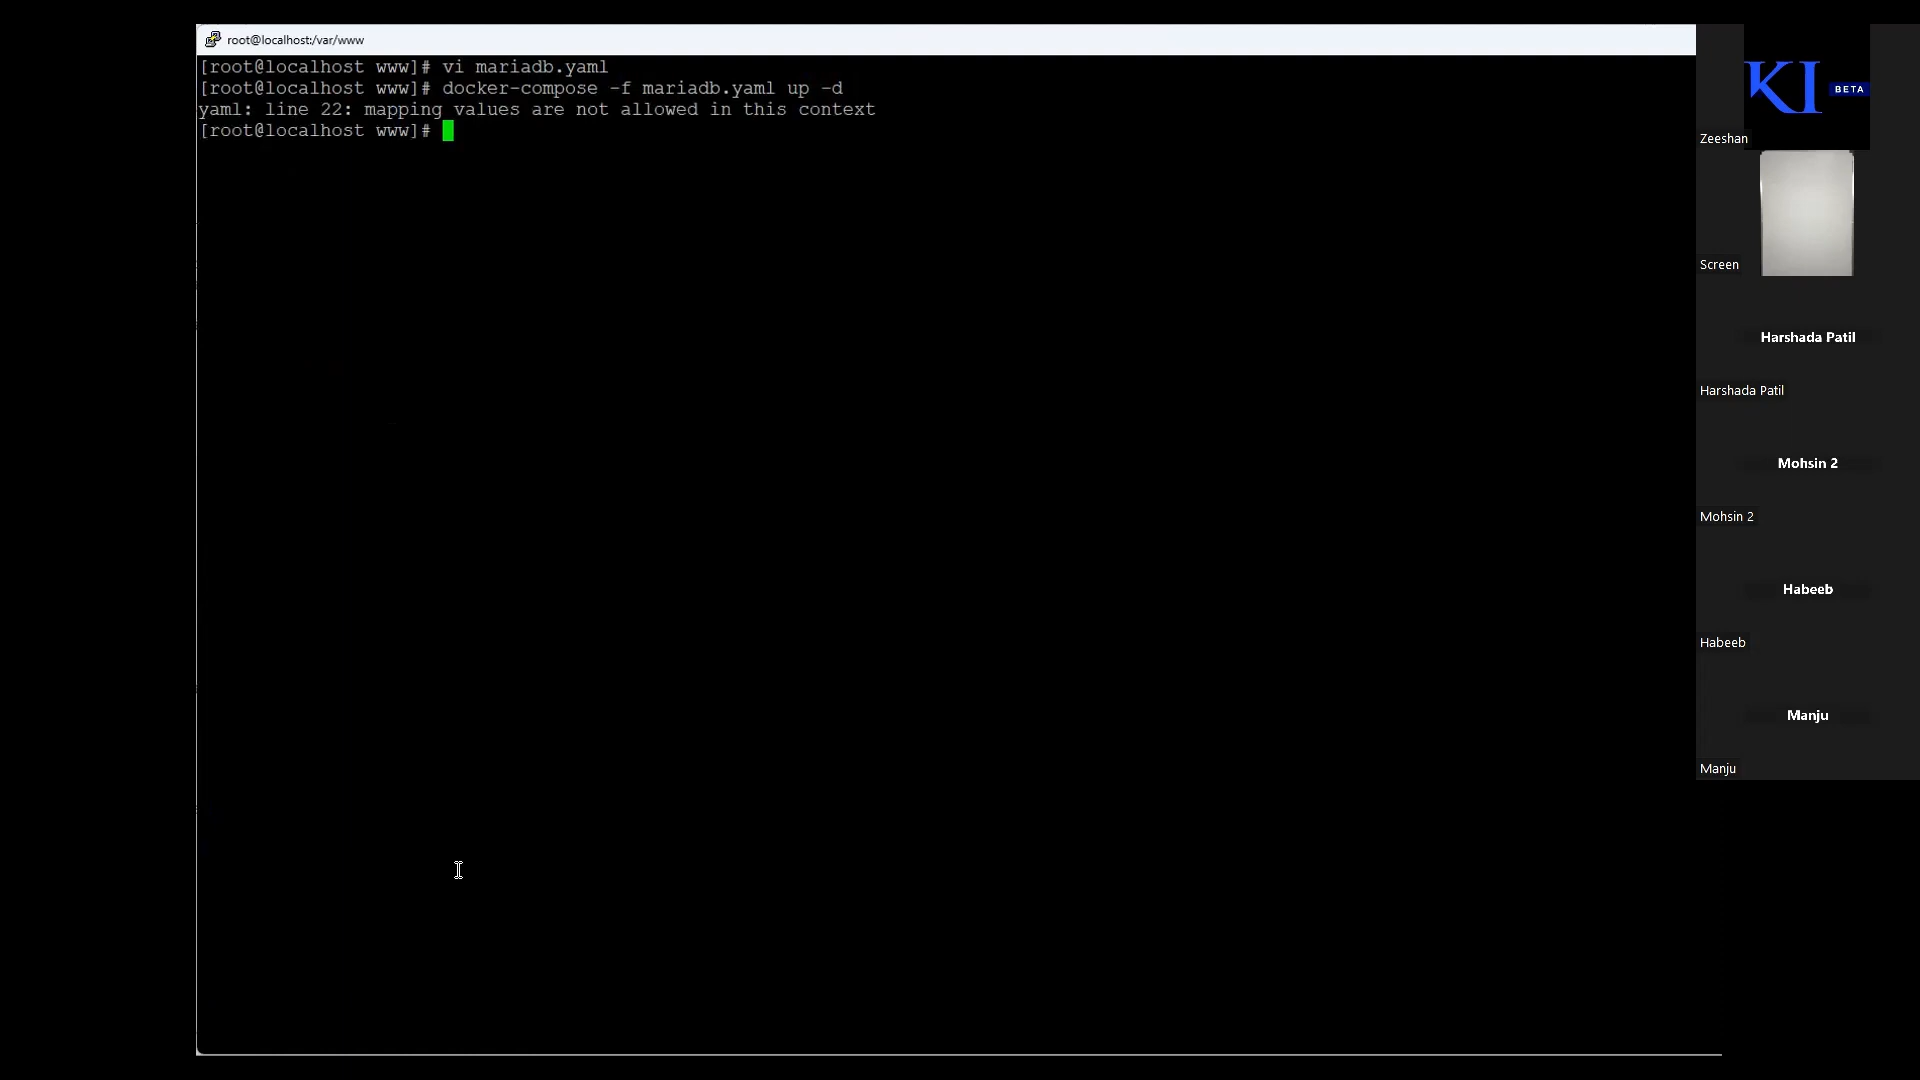 root@localhost:/var/www
[root@localhost www]# vi mariadb.yaml
[root@localhost www]# docker-compose -f mariadb.yaml up -d
yaml: line 22: mapping values are not allowed in this context
[root@localhost www]#
KI BETA
Zeeshan
Screen
Harshada Patil
Harshada Patil
Mohsin 2
Mohsin 2
Habeeb
Habeeb
Manju
Manju